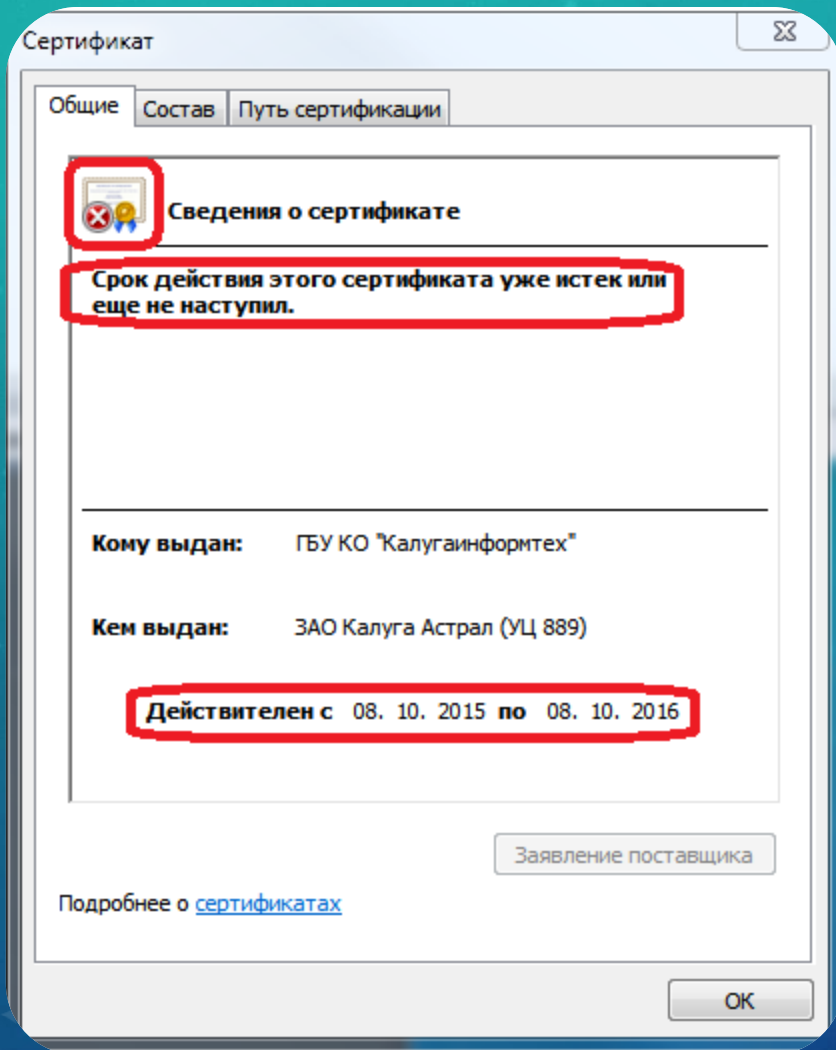 Сертификат
Общие Состав Путь сертификации
Сведения о сертификате
Срок действия этого сертификата уже истек или
еще не наступил.
Кому выдан: ГБУ КО "Калугаинформтех"
Кем выдан: ЗАО Калуга Астрал (УЦ 889)
Действителен с 08. 10. 2015 по 08. 10. 2016
Заявление поставщика
Подробнее о сертификатах
ОК